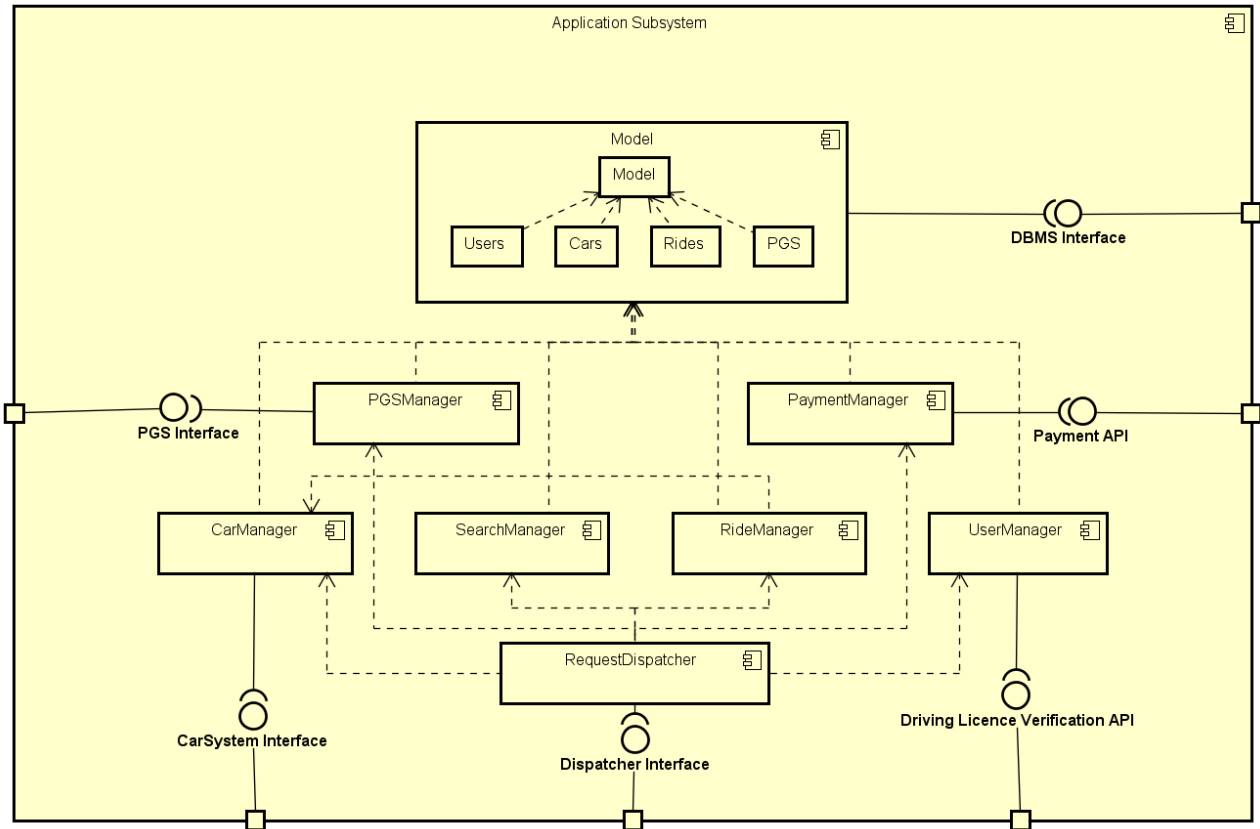 Application Subsystem
Model
Model
Users
Cars
Rides
PGS
DBMS Interface
PGSManager
PaymentManager
PGS Interface
Payment API
CarManager
SearchManager
RideManager
UserManager
RequestDispatcher
Driving Licence Verification API
CarSystem Interface
Dispatcher Interface